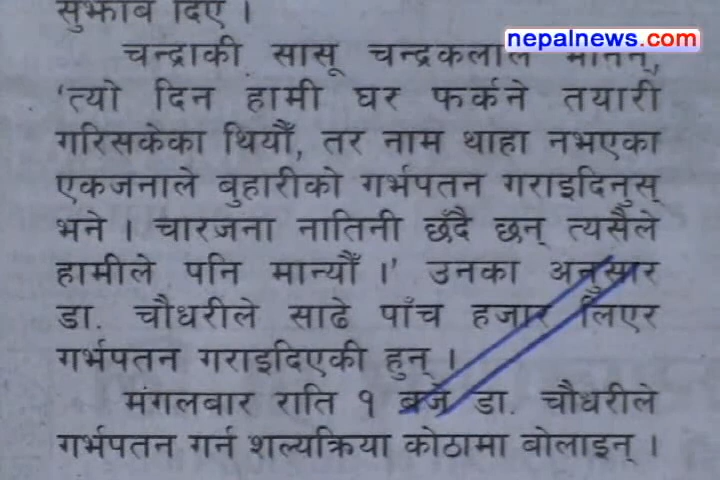 सुझाव दिए ।
nepalnews.com
चन्द्राकी सासू चन्द्रकलाले भनिन्,
'त्यो दिन हामी घर फर्कने तयारी
गरिसकेका थियौँ, तर नाम थाहा नभएका
एकजनाले बुहारीको गर्भपतन गराइदिनुस्
भने । चारजना नातिनी छँदै छन् त्यसैले
हामीले पनि मान्यौँ ।' उनका अनुसार
डा. चौधरीले साढे पाँच हजार लिएर
गर्भपतन गराइदिएकी हुन् ।
मंगलबार राति १ बजे डा. चौधरीले
गर्भपतन गर्न शल्यक्रिया कोठामा बोलाइन् ।